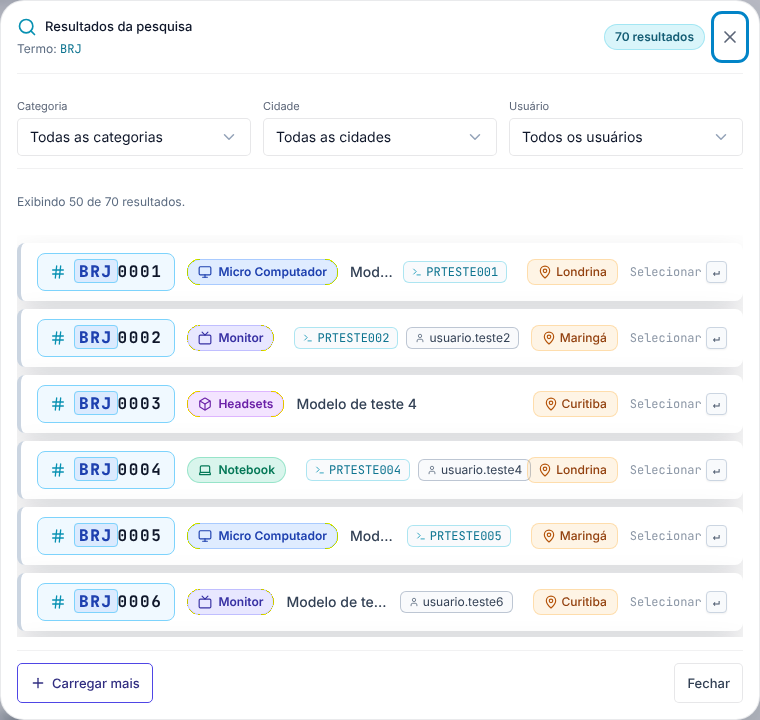 Resultados da pesquisa
Termo: BRJ
70 resultados
Categoria
Cidade
Usuário
Todas as categorias
Todas as cidades
Todos os usuários
Exibindo 50 de 70 resultados.
# BRJ0001 Micro Computador Mod... PRTESTE001 Londrina Selecionar ↵
# BRJ0002 Monitor PRTESTE002 usuario.teste2 Maringá Selecionar ↵
# BRJ0003 Headsets Modelo de teste 4 Curitiba Selecionar ↵
# BRJ0004 Notebook PRTESTE004 usuario.teste4 Londrina Selecionar ↵
# BRJ0005 Micro Computador Mod... PRTESTE005 Maringá Selecionar ↵
# BRJ0006 Monitor Modelo de te... usuario.teste6 Curitiba Selecionar ↵
+ Carregar mais
Fechar